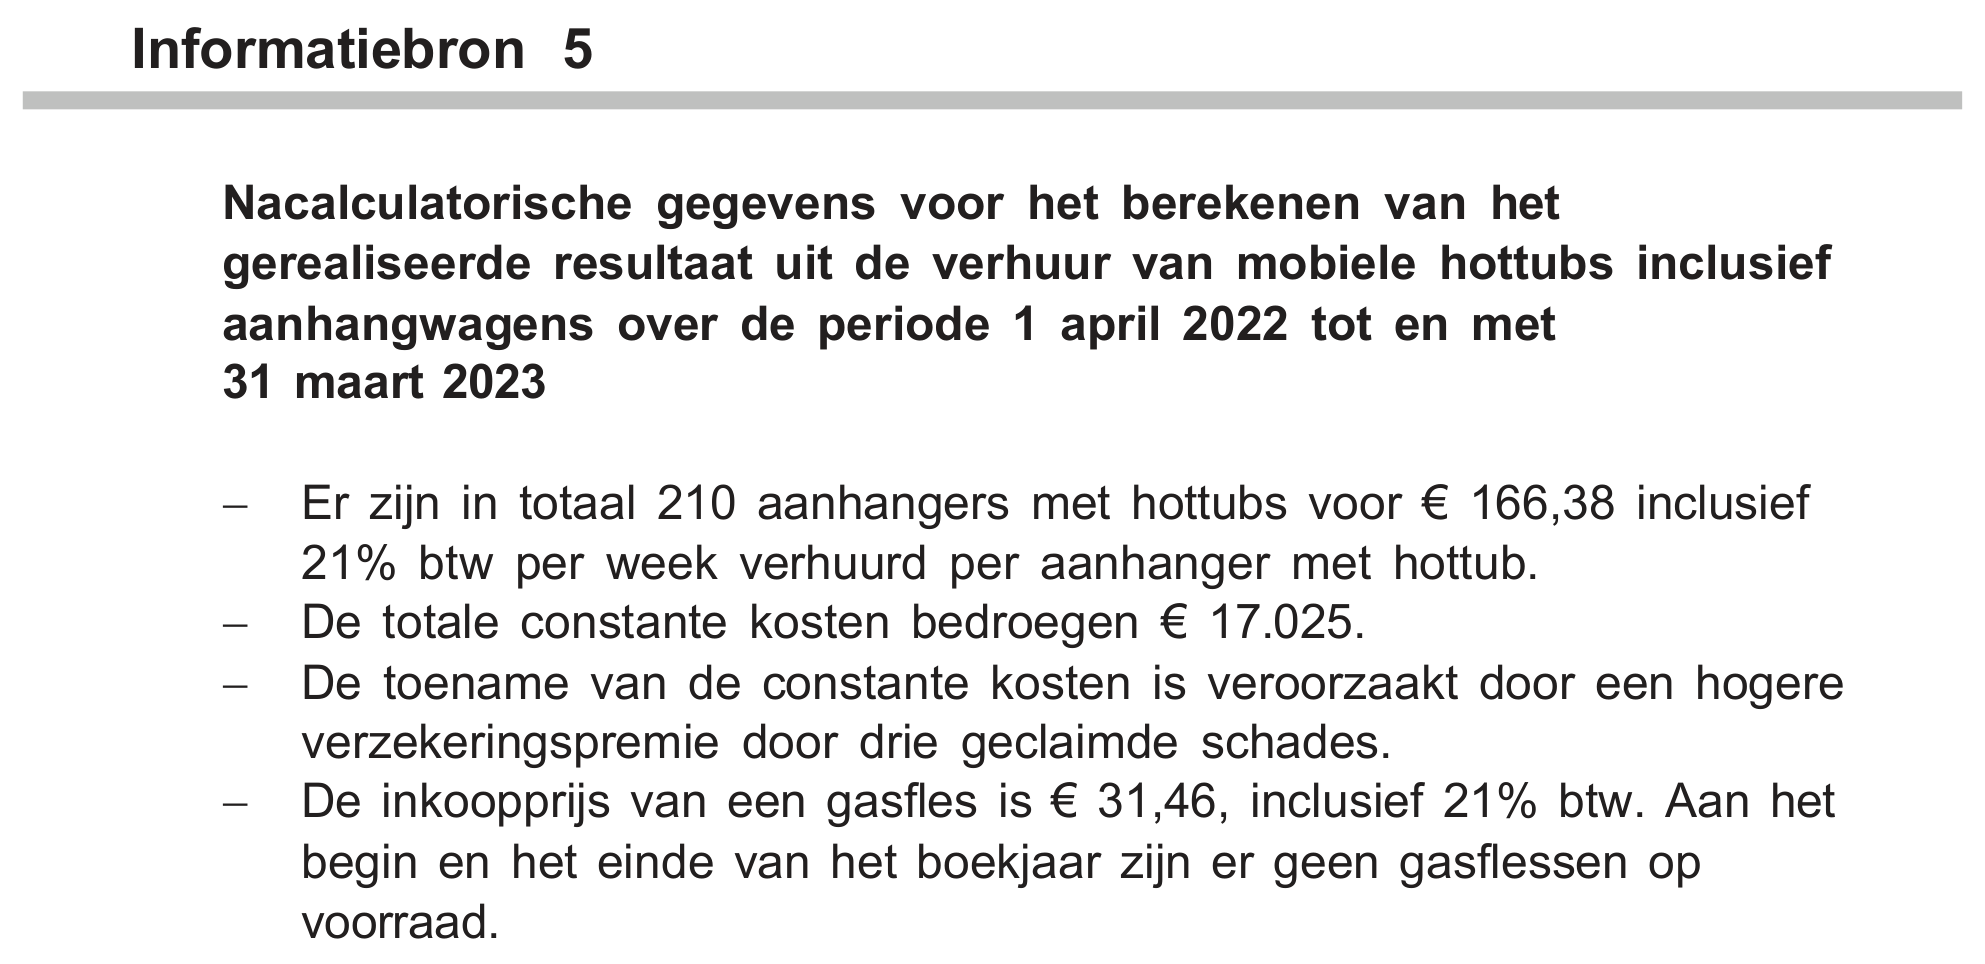 Informatiebron 5
Nacalculatorische gegevens voor het berekenen van het
gerealiseerde resultaat uit de verhuur van mobiele hottubs inclusief
aanhangwagens over de periode 1 april 2022 tot en met
31 maart 2023
– Er zijn in totaal 210 aanhangers met hottubs voor € 166,38 inclusief
21% btw per week verhuurd per aanhanger met hottub.
– De totale constante kosten bedroegen € 17.025.
– De toename van de constante kosten is veroorzaakt door een hogere
verzekeringspremie door drie geclaimde schades.
– De inkoopprijs van een gasfles is € 31,46, inclusief 21% btw. Aan het
begin en het einde van het boekjaar zijn er geen gasflessen op
voorraad.